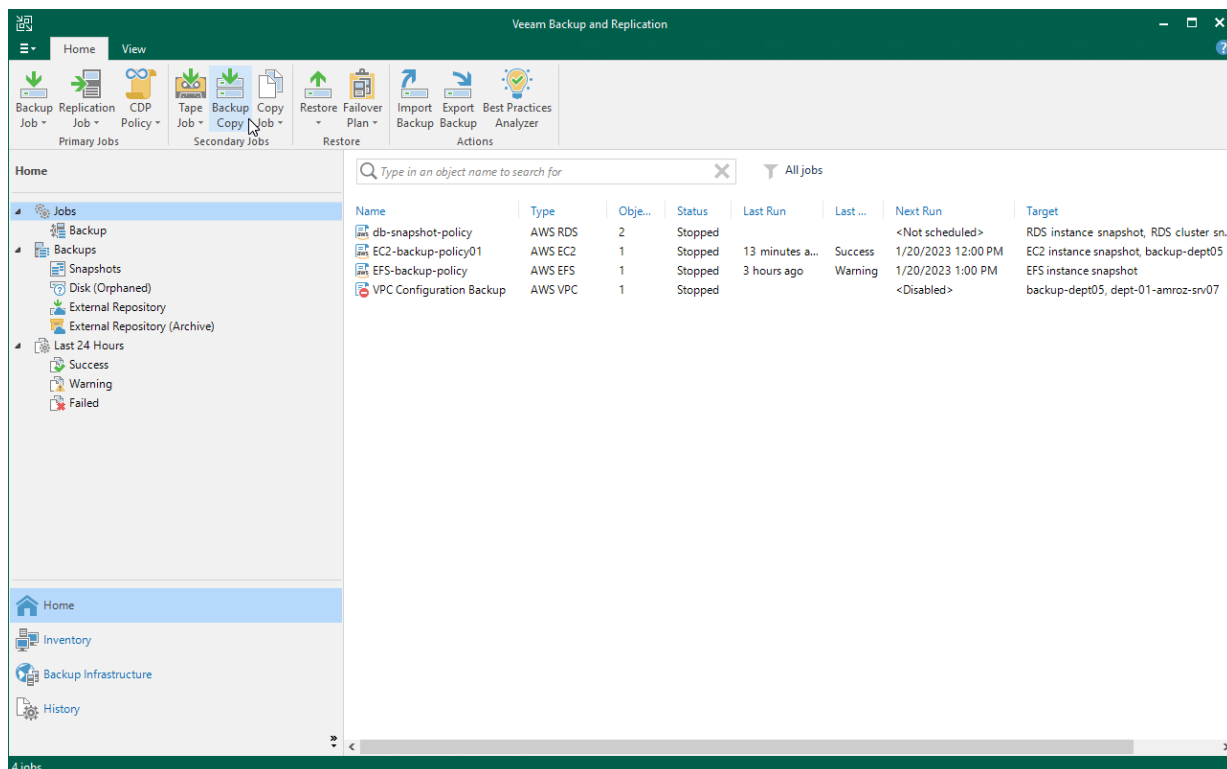 Veeam Backup and Replication
Home View
Backup Job Replication Job CDP Policy Tape Job Backup Copy Copy Job Restore Failover Plan Import Backup Export Backup Best Practices Analyzer
Primary Jobs Secondary Jobs Restore Actions
Home
Type in an object name to search for All jobs
Jobs
Backup
Backups
Snapshots
Disk (Orphaned)
External Repository
External Repository (Archive)
Last 24 Hours
Success
Warning
Failed
Name Type Obje... Status Last Run Last ... Next Run Target
db-snapshot-policy AWS RDS 2 Stopped <Not scheduled> RDS instance snapshot, RDS cluster sn.
EC2-backup-policy01 AWS EC2 1 Stopped 13 minutes a... Success 1/20/2023 12:00 PM EC2 instance snapshot, backup-dept05
EFS-backup-policy AWS EFS 1 Stopped 3 hours ago Warning 1/20/2023 1:00 PM EFS instance snapshot
VPC Configuration Backup AWS VPC 1 Stopped <Disabled> backup-dept05, dept-01-amroz-srv07
Home
Inventory
Backup Infrastructure
History
4 jobs